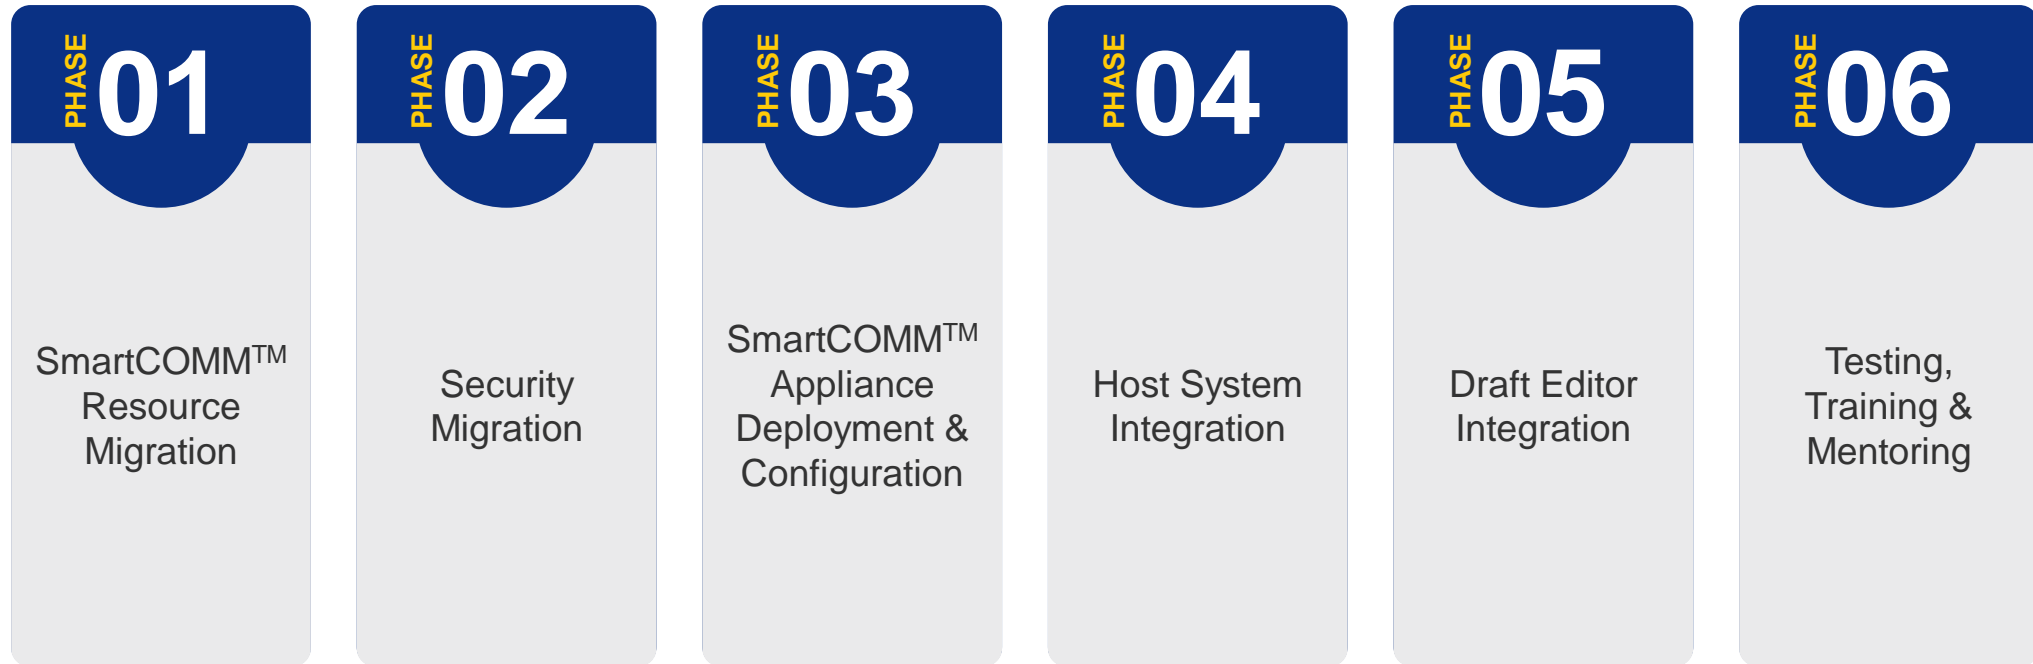 PHASE
01
SmartCOMM™
Resource
Migration
PHASE
02
Security
Migration
PHASE
03
SmartCOMM™
Appliance
Deployment &
Configuration
PHASE
04
Host System
Integration
PHASE
05
Draft Editor
Integration
PHASE
06
Testing,
Training &
Mentoring